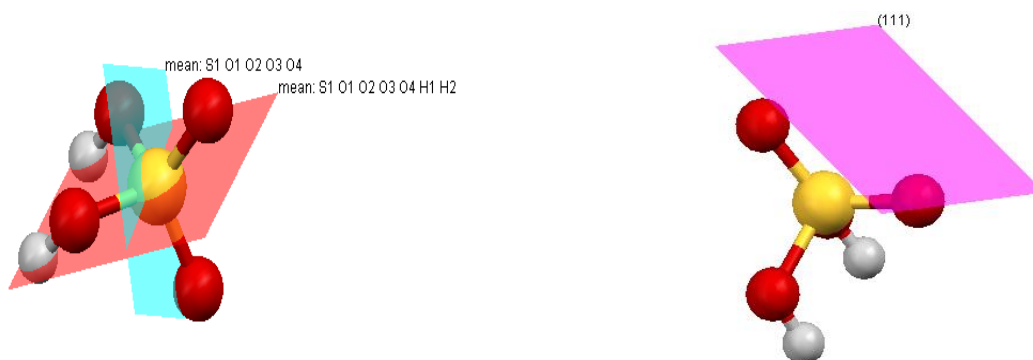 mean: S1 O1 O2 O3 O4
mean: S1 O1 O2 O3 O4 H1 H2
(111)